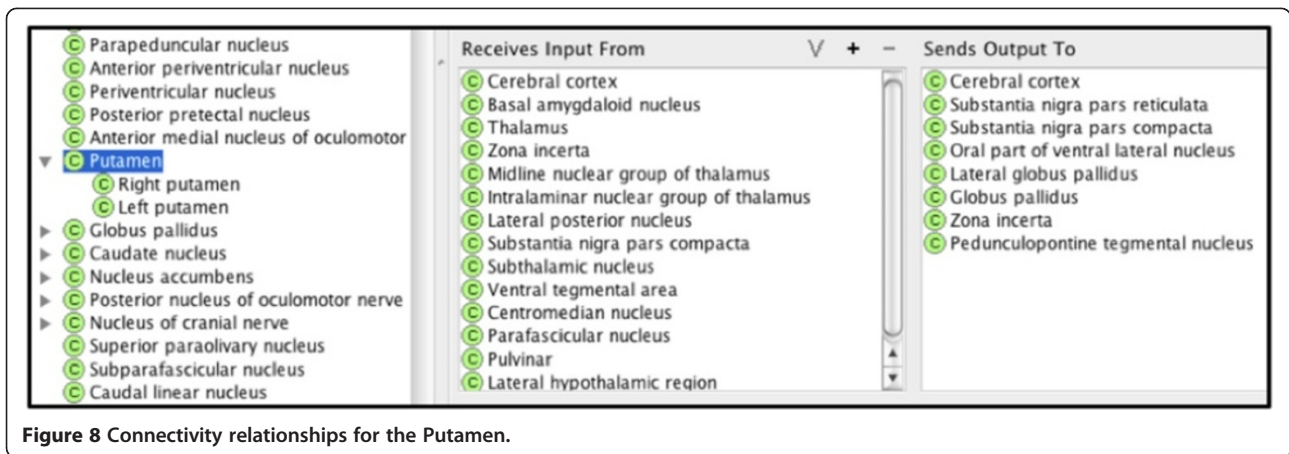 Parapeduncular nucleus
Anterior periventricular nucleus
Periventricular nucleus
Posterior pretectal nucleus
Anterior medial nucleus of oculomotor
Putamen
Right putamen
Left putamen
Globus pallidus
Caudate nucleus
Nucleus accumbens
Posterior nucleus of oculomotor nerve
Nucleus of cranial nerve
Superior paraolivary nucleus
Subparafascicular nucleus
Caudal linear nucleus
Receives Input From V + −
Cerebral cortex
Basal amygdaloid nucleus
Thalamus
Zona incerta
Midline nuclear group of thalamus
Intralaminar nuclear group of thalamus
Lateral posterior nucleus
Substantia nigra pars compacta
Subthalamic nucleus
Ventral tegmental area
Centromedian nucleus
Parafascicular nucleus
Pulvinar
Lateral hypothalamic region
Sends Output To
Cerebral cortex
Substantia nigra pars reticulata
Substantia nigra pars compacta
Oral part of ventral lateral nucleus
Lateral globus pallidus
Globus pallidus
Zona incerta
Pedunculopontine tegmental nucleus
Figure 8 Connectivity relationships for the Putamen.